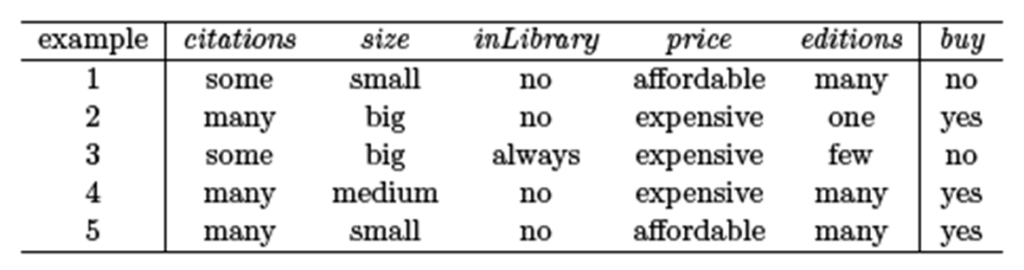 example citations size inLibrary price editions buy
1 some small no affordable many no
2 many big no expensive one yes
3 some big always expensive few no
4 many medium no expensive many yes
5 many small no affordable many yes